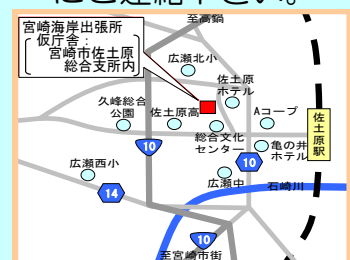 にご連絡下さい。
至高鍋
宮崎海岸出張所
仮庁舎：
宮崎市佐土原
総合支所内
広瀬北小
佐土原
ホテル
久峰総合
公園
佐土原高
Aコープ
総合文化
センター
亀の井
ホテル
佐土原駅
10
10
広瀬西小
広瀬中
石崎川
14
10
至宮崎市街